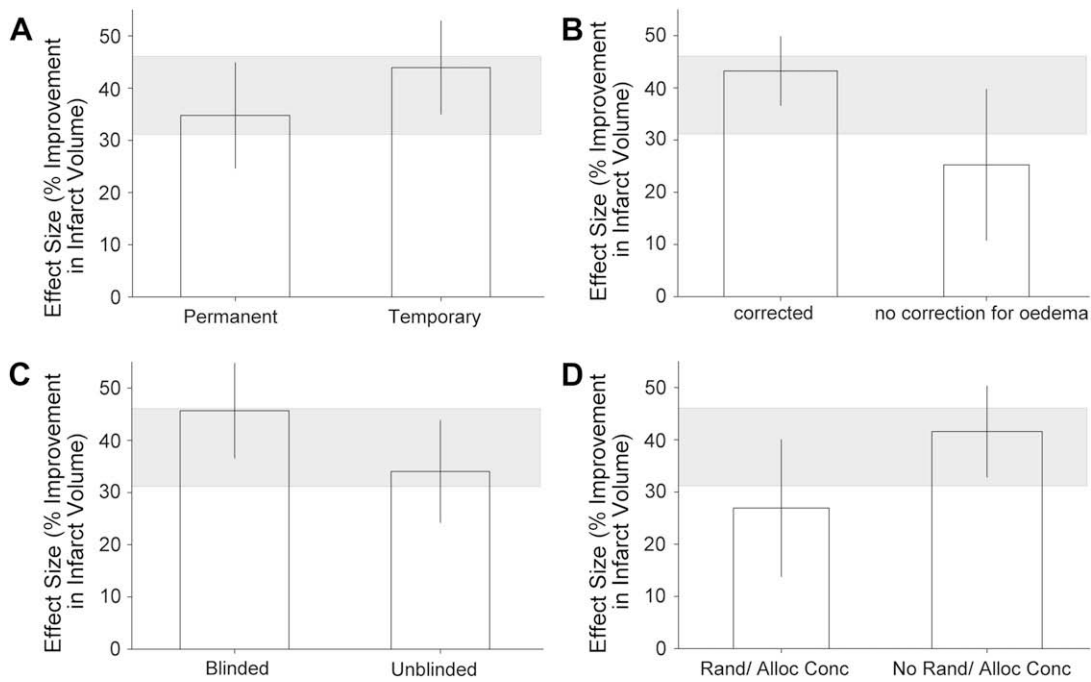 A
Effect Size (% Improvement
in Infarct Volume)
50
40
30
20
10
0
Permanent
Temporary
B
Effect Size (% Improvement
in Infarct Volume)
50
40
30
20
10
0
corrected
no correction for oedema
C
Effect Size (% Improvement
in Infarct Volume)
50
40
30
20
10
0
Blinded
Unblinded
D
Effect Size (% Improvement
in Infarct Volume)
50
40
30
20
10
0
Rand/ Alloc Conc
No Rand/ Alloc Conc